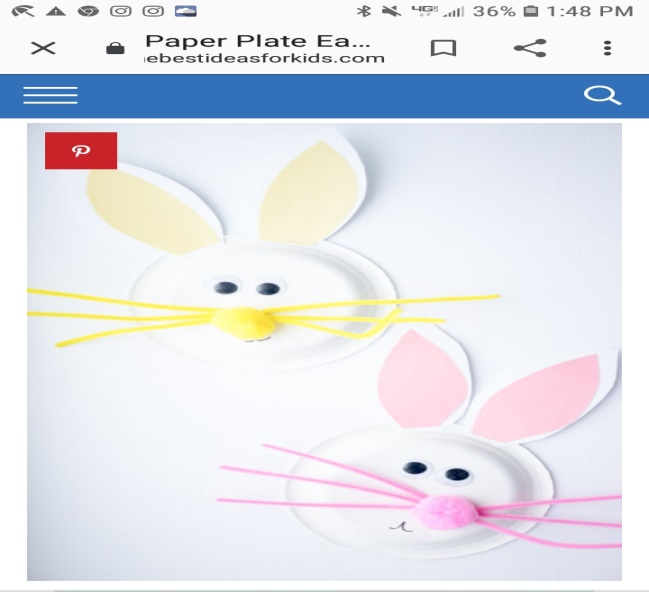 4G 36% 1:48 PM
Paper Plate Ea...
ebestideasforkids.com